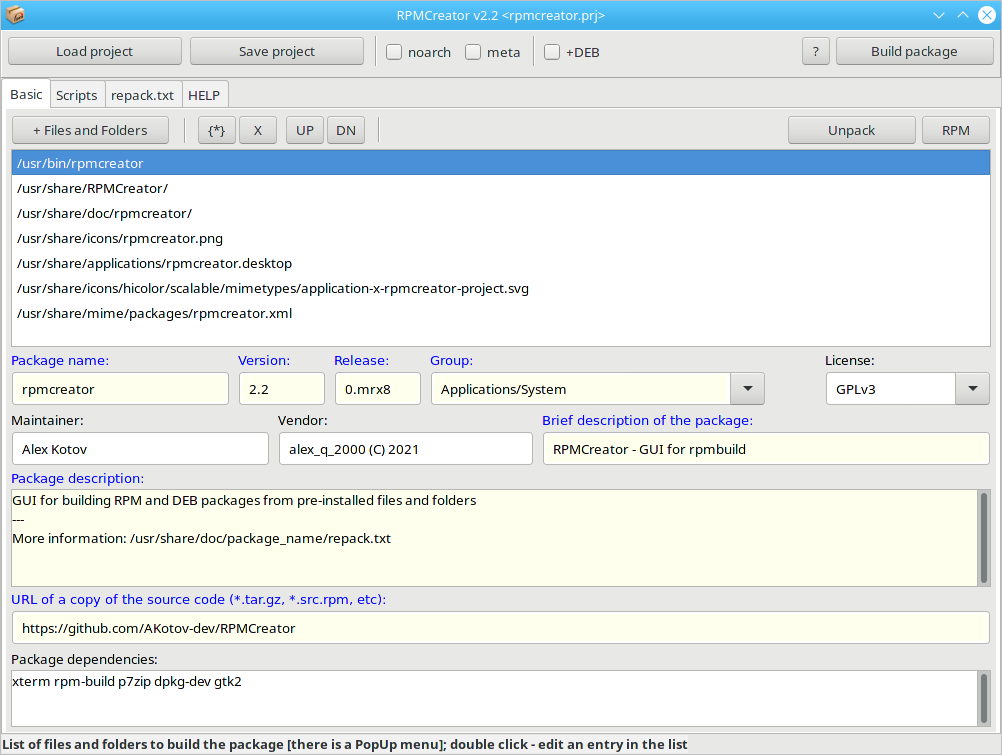 RPMCreator v2.2 <rpmcreator.prj>
Load project Save project noarch meta +DEB ? Build package
Basic Scripts repack.txt HELP
+ Files and Folders {*} X UP DN Unpack RPM
/usr/bin/rpmcreator
/usr/share/RPMCreator/
/usr/share/doc/rpmcreator/
/usr/share/icons/rpmcreator.png
/usr/share/applications/rpmcreator.desktop
/usr/share/icons/hicolor/scalable/mimetypes/application-x-rpmcreator-project.svg
/usr/share/mime/packages/rpmcreator.xml
Package name: Version: Release: Group: License:
rpmcreator 2.2 0.mrx8 Applications/System GPLv3
Maintainer: Vendor: Brief description of the package:
Alex Kotov alex_q_2000 (C) 2021 RPMCreator - GUI for rpmbuild
Package description:
GUI for building RPM and DEB packages from pre-installed files and folders
---
More information: /usr/share/doc/package_name/repack.txt
URL of a copy of the source code (*.tar.gz, *.src.rpm, etc):
https://github.com/AKotov-dev/RPMCreator
Package dependencies:
xterm rpm-build p7zip dpkg-dev gtk2
List of files and folders to build the package [there is a PopUp menu]; double click - edit an entry in the list